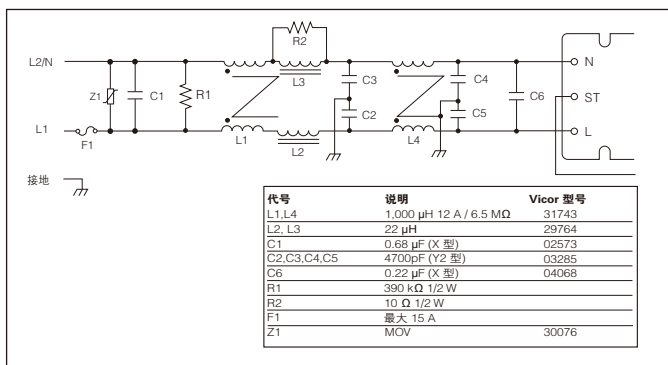 R2
L2/N
N
L3
C3
C4
Z1
C1
R1
C6
ST
C2
C5
L1
L
F1
L1
L4
L2
接地
代号 说明 Vicor 型号
L1,L4 1,000 µH 12 A / 6.5 MΩ 31743
L2, L3 22 µH 29764
C1 0.68 µF (X 型) 02573
C2,C3,C4,C5 4700pF (Y2 型) 03285
C6 0.22 µF (X 型) 04068
R1 390 kΩ 1/2 W
R2 10 Ω 1/2 W
F1 最大 15 A
Z1 MOV 30076